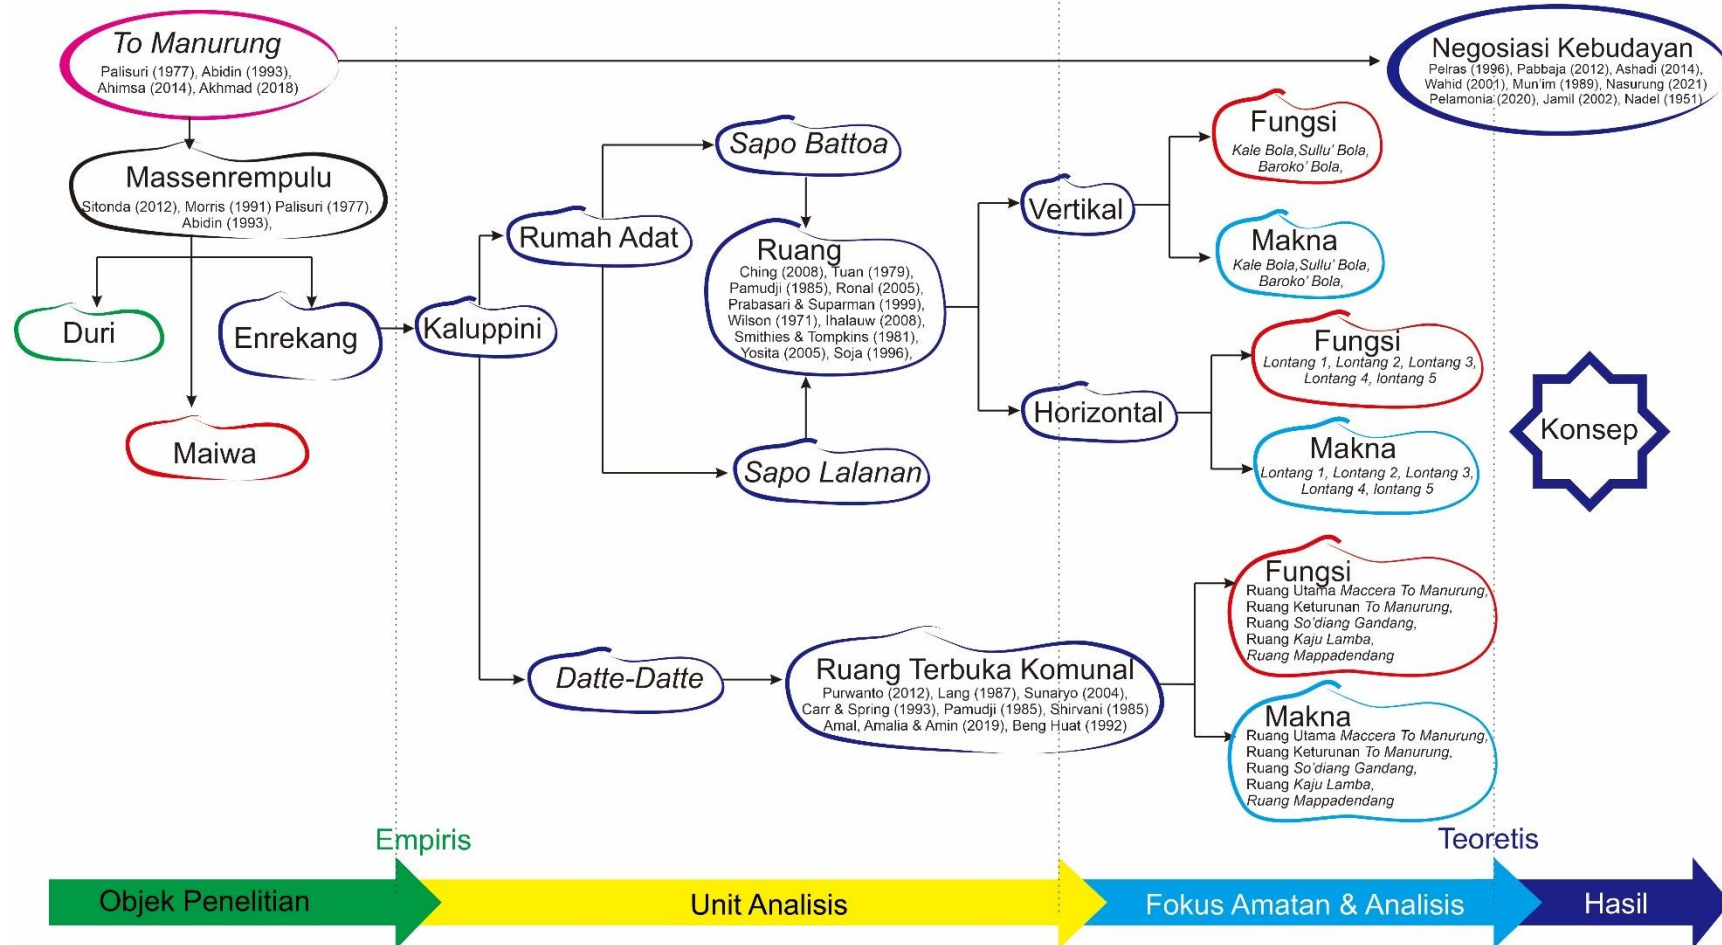 To Manurung
Palisuri (1977), Abidin (1993),
Ahimsa (2014), Akhmad (2018)
Negosiasi Kebudayan
Pelras (1996), Pabbaja (2012), Ashadi (2014),
Wahid (2001), Mun'im (1989), Nasurung (2021)
Pelamonia (2020), Jamil (2002), Nadel (1951)
Massenrempulu
Sitonda (2012), Morris (1991) Palisuri (1977),
Abidin (1993),
Duri
Enrekang
Maiwa
Kaluppini
Rumah Adat
Sapo Battoa
Ruang
Ching (2008), Tuan (1979),
Pamudji (1985), Ronal (2005),
Prabasari & Suparman (1999),
Wilson (1971), Ihalauw (2008),
Smithies & Tompkins (1981),
Yosita (2005), Soja (1996),
Sapo Lalanan
Vertikal
Fungsi
Kale Bola,Sullu' Bola,
Baroko' Bola,
Makna
Kale Bola,Sullu' Bola,
Baroko' Bola,
Horizontal
Fungsi
Lontang 1, Lontang 2, Lontang 3,
Lontang 4, lontang 5
Makna
Lontang 1, Lontang 2, Lontang 3,
Lontang 4, lontang 5
Konsep
Datte-Datte
Ruang Terbuka Komunal
Purwanto (2012), Lang (1987), Sunaryo (2004),
Carr & Spring (1993), Pamudji (1985), Shirvani (1985)
Amal, Amalia & Amin (2019), Beng Huat (1992)
Fungsi
Ruang Utama Maccera To Manurung,
Ruang Keturunan To Manurung,
Ruang So'diang Gandang,
Ruang Kaju Lamba,
Ruang Mappadendang
Makna
Ruang Utama Maccera To Manurung,
Ruang Keturunan To Manurung,
Ruang So'diang Gandang,
Ruang Kaju Lamba,
Ruang Mappadendang
Empiris
Teoretis
Objek Penelitian
Unit Analisis
Fokus Amatan & Analisis
Hasil